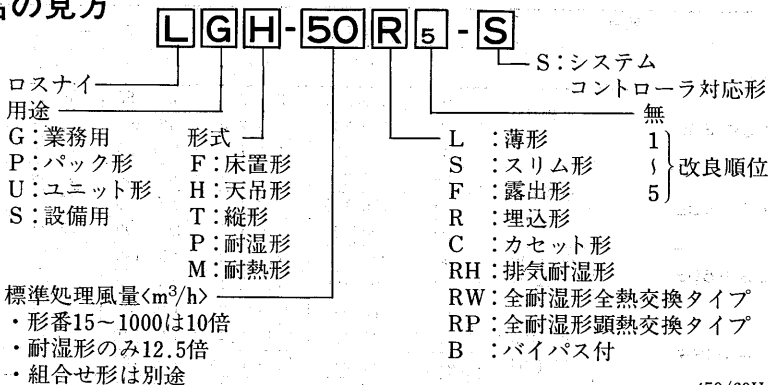 の見方
LGH-50R5-S
S：システム
コントローラ対応形
ロスナイ
用途
G：業務用
P：パック形
U：ユニット形
S：設備用
形式
F：床置形
H：天吊形
T：縦形
P：耐湿形
M：耐熱形
標準処理風量<m³/h>
・形番15～1000は10倍
・耐湿形のみ12.5倍
・組合せ形は別途
L ：薄形
S ：スリム形
F ：露出形
R ：埋込形
C ：カセット形
RH：排気耐湿形
RW：全耐湿形全熱交換タイプ
RP：全耐湿形顕熱交換タイプ
B ：バイパス付
無
1
～
5
改良順位